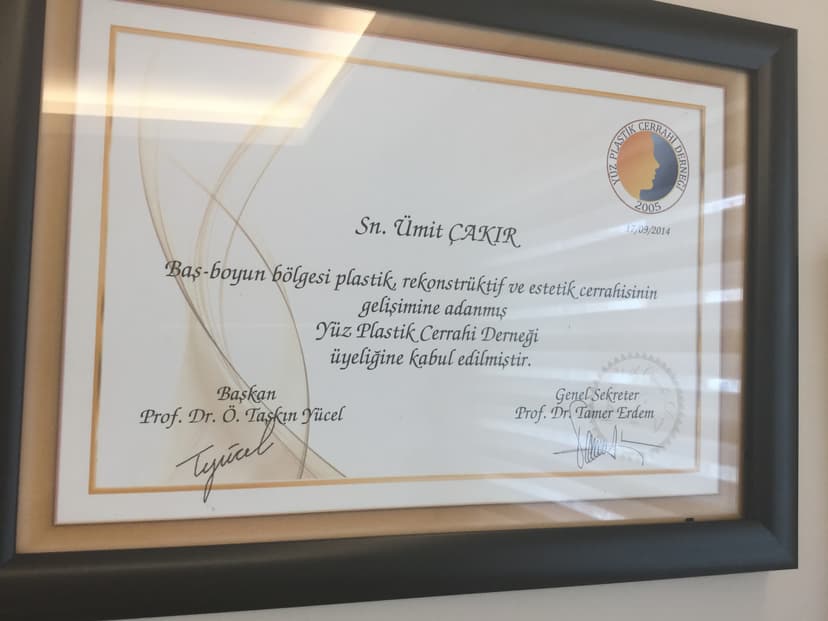 YÜZ PLASTİK CERRAHİ DERNEĞİ
2005
17/09/2014
Sn. Ümit ÇAKIR
Baş-boyun bölgesi plastik, rekonstrüktif ve estetik cerrahisinin
gelişimine adanmış
Yüz Plastik Cerrahi Derneği
üyeliğine kabul edilmiştir.
Başkan
Prof. Dr. Ö. Taşkın Yücel
Genel Sekreter
Prof. Dr. Tamer Erdem
Tyücel